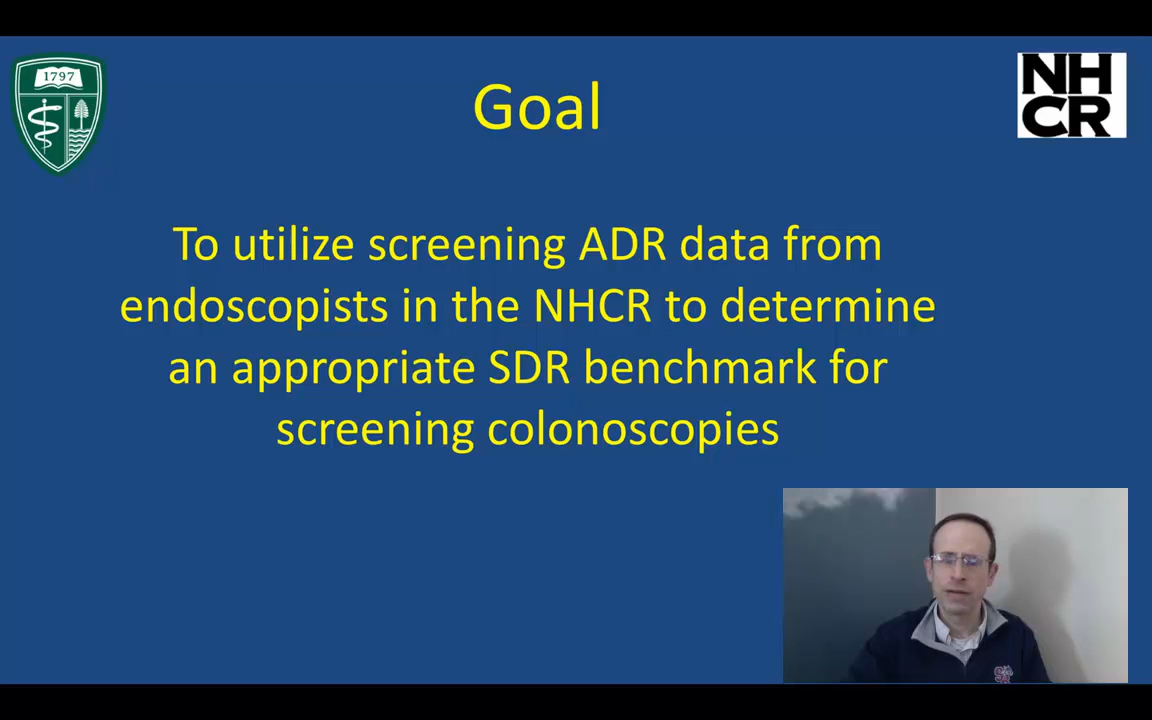 1797
Goal
NH
CR
To utilize screening ADR data from
endoscopists in the NHCR to determine
an appropriate SDR benchmark for
screening colonoscopies